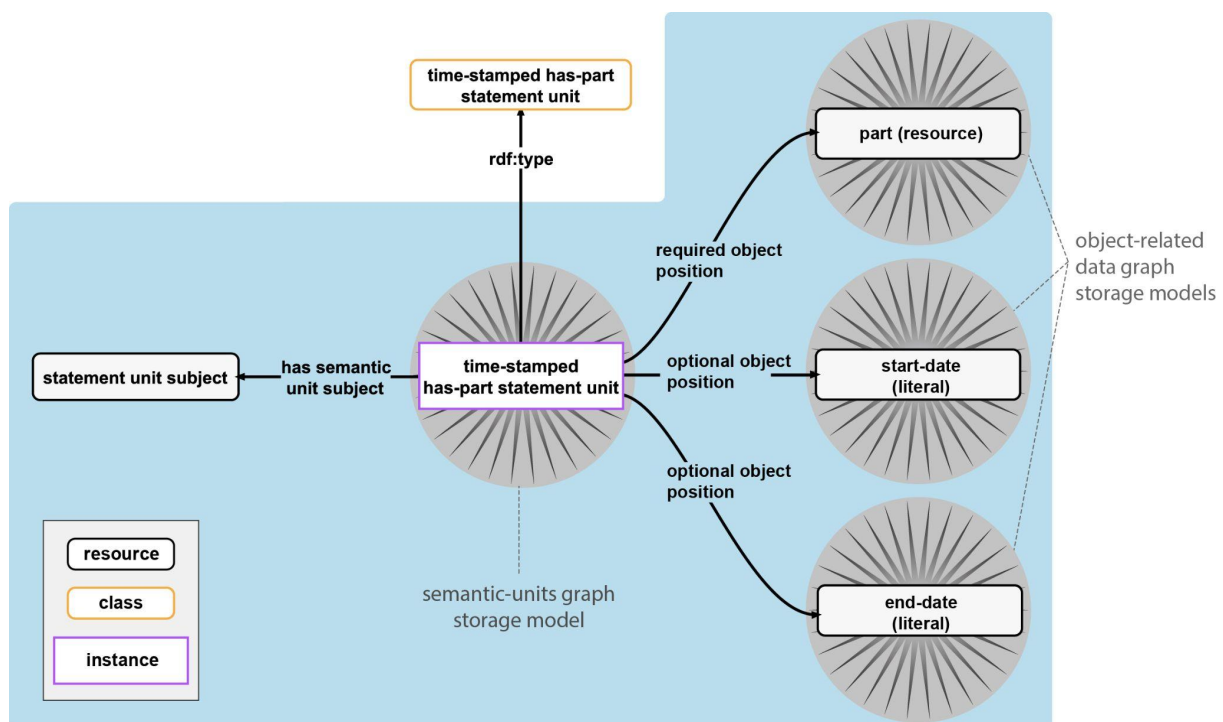 time-stamped has-part
statement unit
rdf:type
part (resource)
required object
position
object-related
data graph
storage models
statement unit subject
has semantic
unit subject
time-stamped
has-part statement unit
optional object
position
start-date
(literal)
optional object
position
end-date
(literal)
semantic-units graph
storage model
resource
class
instance